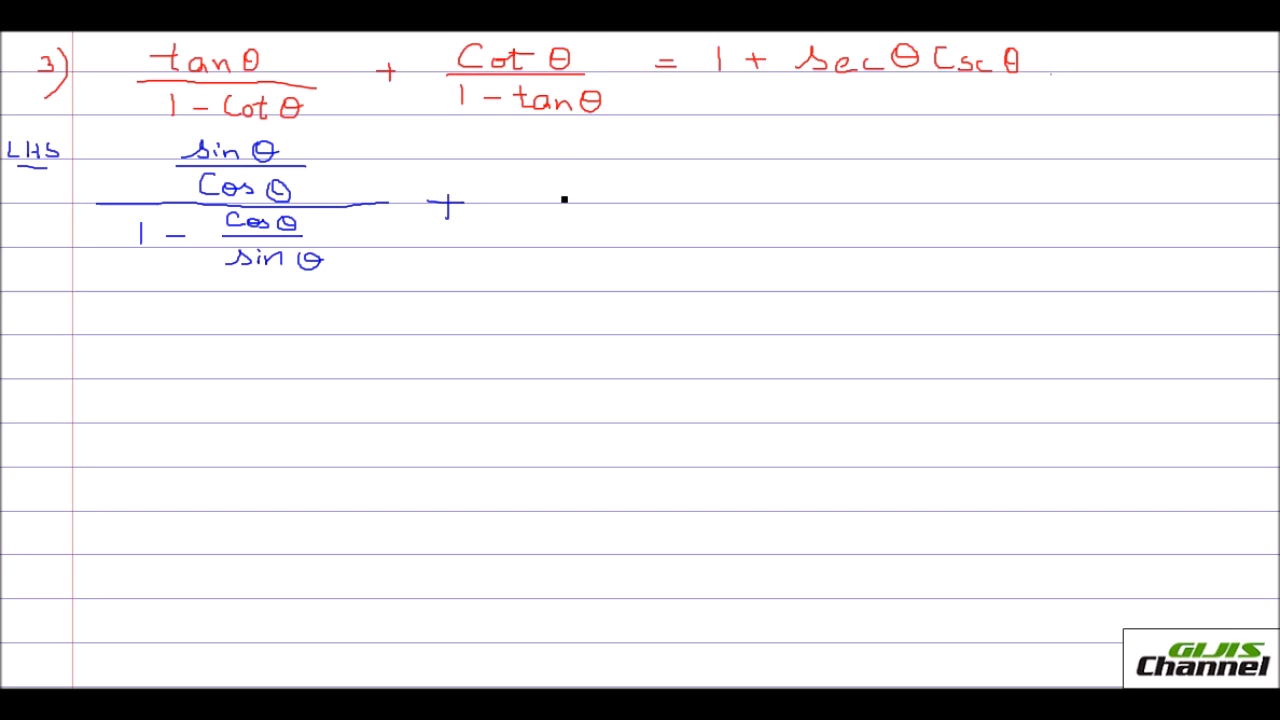 3) tanθ / 1 - cotθ + Cotθ / 1 - tanθ = 1 + secθ Cscθ
LHS sinθ / Cosθ / 1 - Cosθ / sinθ +
GIJIS
Channel